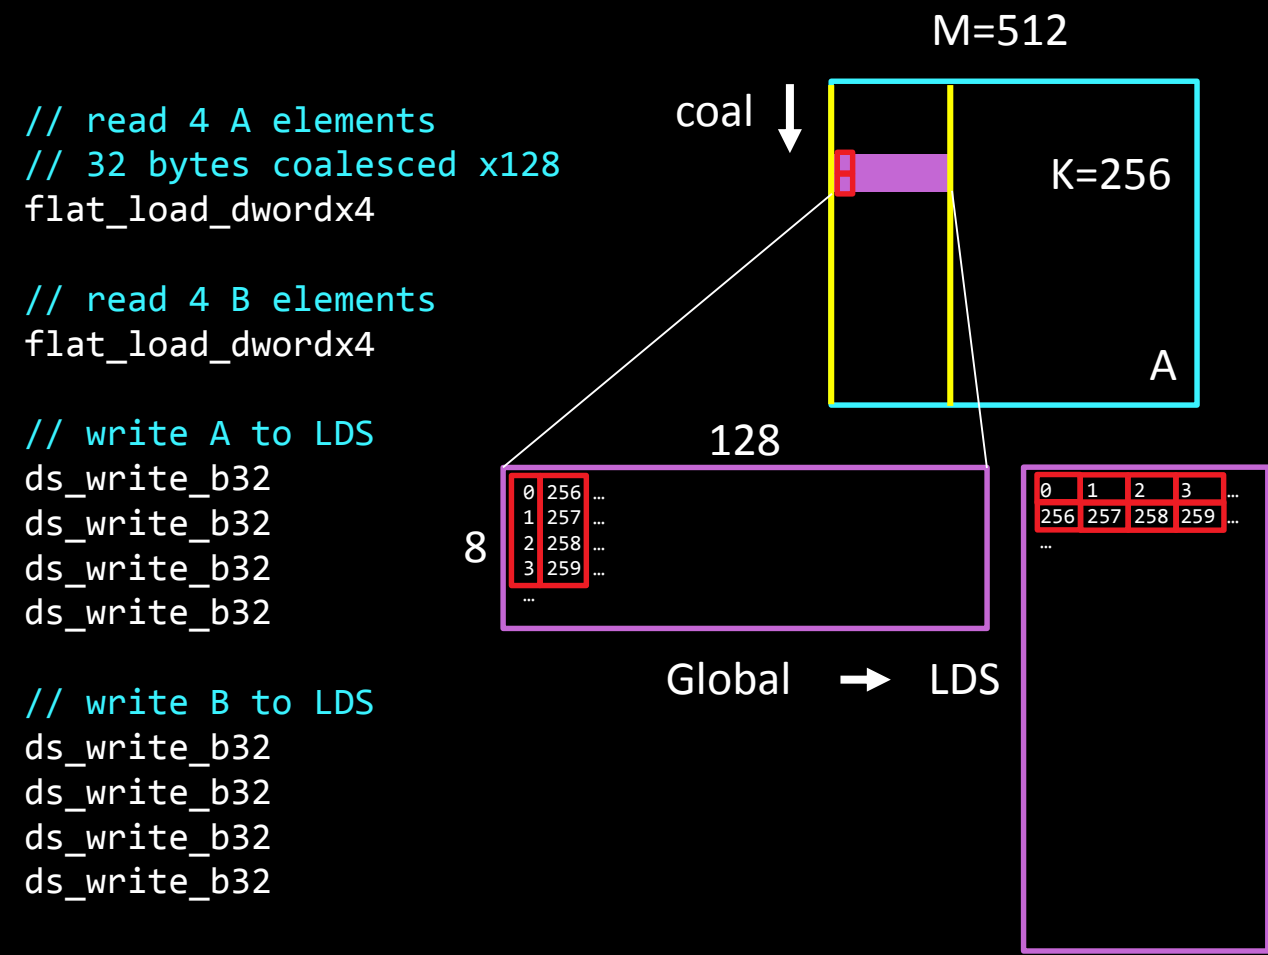 // read 4 A elements
// 32 bytes coalesced x128
flat_load_dwordx4
// read 4 B elements
flat_load_dwordx4
// write A to LDS
ds_write_b32
ds_write_b32
ds_write_b32
ds_write_b32
// write B to LDS
ds_write_b32
ds_write_b32
ds_write_b32
ds_write_b32
M=512
coal
K=256
A
128
8
0 256 …
1 257 …
2 258 …
3 259 …
…
Global
LDS
0 1 2 3 …
256 257 258 259 …
…